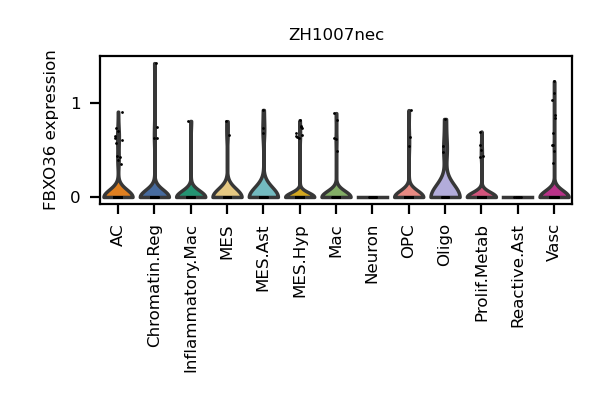 ZH1007nec
FBXO36 expression
1
0
AC
Chromatin.Reg
Inflammatory.Mac
MES
MES.Ast
MES.Hyp
Mac
Neuron
OPC
Oligo
Prolif.Metab
Reactive.Ast
Vasc